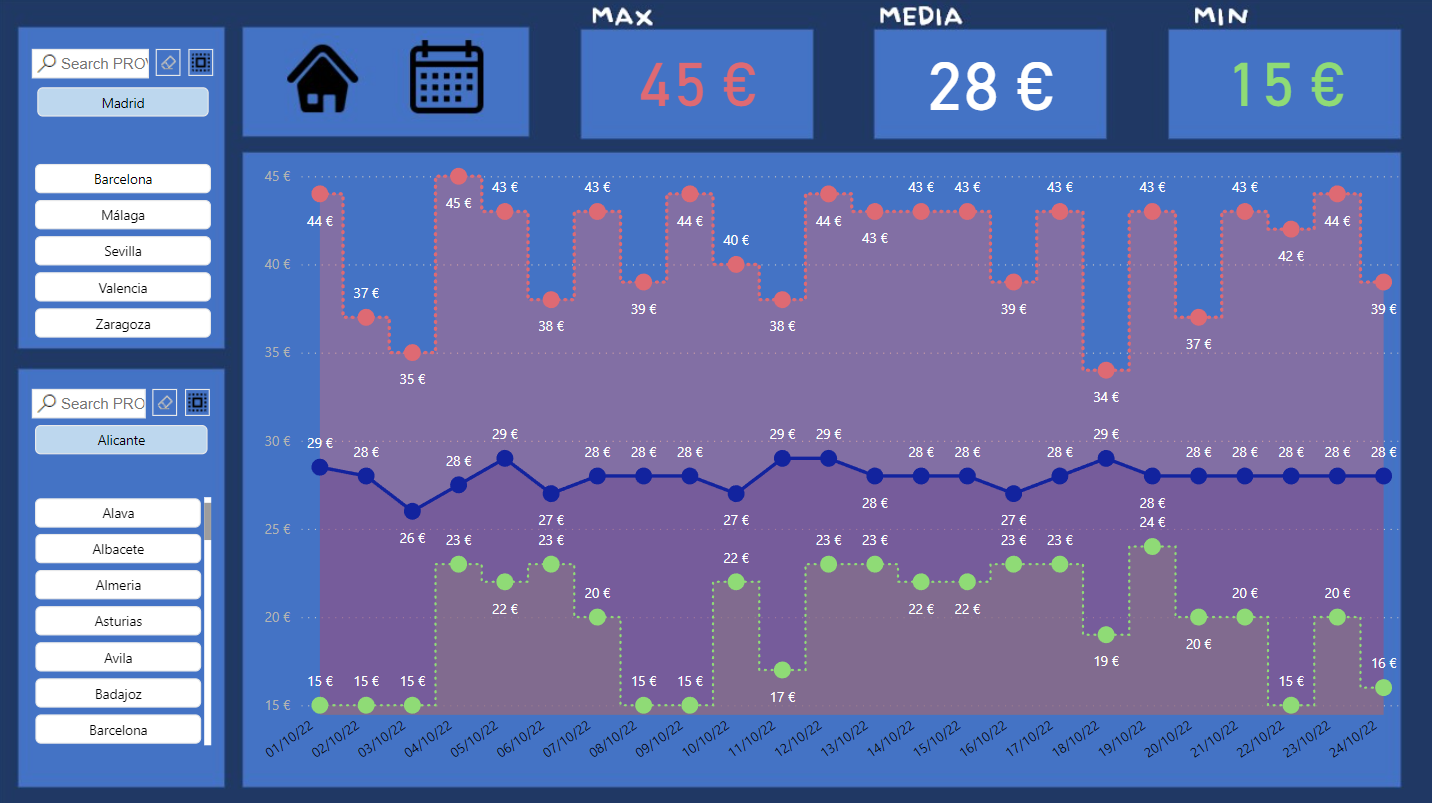 MAX MEDIA MIN
Search PROV
Madrid
Barcelona
Málaga
Sevilla
Valencia
Zaragoza
Search PRO
Alicante
Alava
Albacete
Almeria
Asturias
Avila
Badajoz
Barcelona
45 € 28 € 15 €
45 €
40 €
35 €
30 €
25 €
20 €
15 €
44 € 37 € 35 € 45 € 43 € 38 € 43 € 39 € 44 € 40 € 38 € 44 € 43 € 43 € 43 € 39 € 43 € 34 € 43 € 37 € 43 € 42 € 44 € 39 €
29 € 28 € 26 € 28 € 29 € 27 € 28 € 28 € 28 € 27 € 29 € 29 € 28 € 28 € 28 € 27 € 28 € 29 € 28 € 28 € 28 € 28 € 28 € 28 €
15 € 15 € 15 € 23 € 22 € 23 € 20 € 15 € 15 € 22 € 17 € 23 € 23 € 22 € 22 € 23 € 23 € 19 € 24 € 20 € 20 € 15 € 20 € 16 €
01/10/22 02/10/22 03/10/22 04/10/22 05/10/22 06/10/22 07/10/22 08/10/22 09/10/22 10/10/22 11/10/22 12/10/22 13/10/22 14/10/22 15/10/22 16/10/22 17/10/22 18/10/22 19/10/22 20/10/22 21/10/22 22/10/22 23/10/22 24/10/22